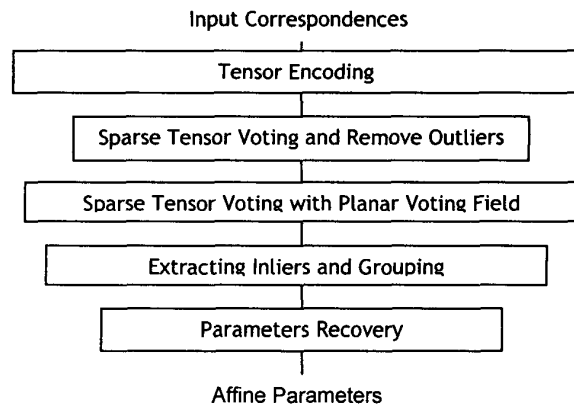 Input Correspondences
Tensor Encoding
Sparse Tensor Voting and Remove Outliers
Sparse Tensor Voting with Planar Voting Field
Extracting Inliers and Grouping
Parameters Recovery
Affine Parameters